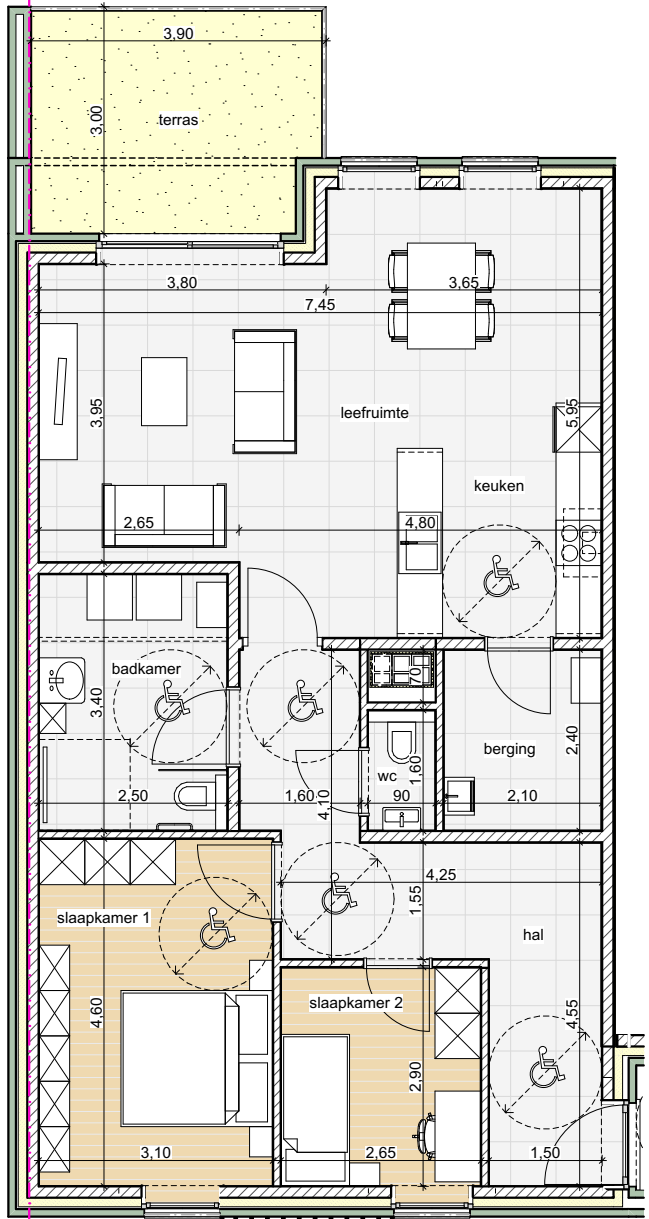 3,90
3,00
terras
3,80
3,65
7,45
3,95
leefruimte
5,95
keuken
2,65
4,80
badkamer
3,40
70
berging
2,40
wc
1,60
2,50
1,60
4,10
90
2,10
4,25
1,55
slaapkamer 1
hal
slaapkamer 2
4,60
4,55
2,90
3,10
2,65
1,50